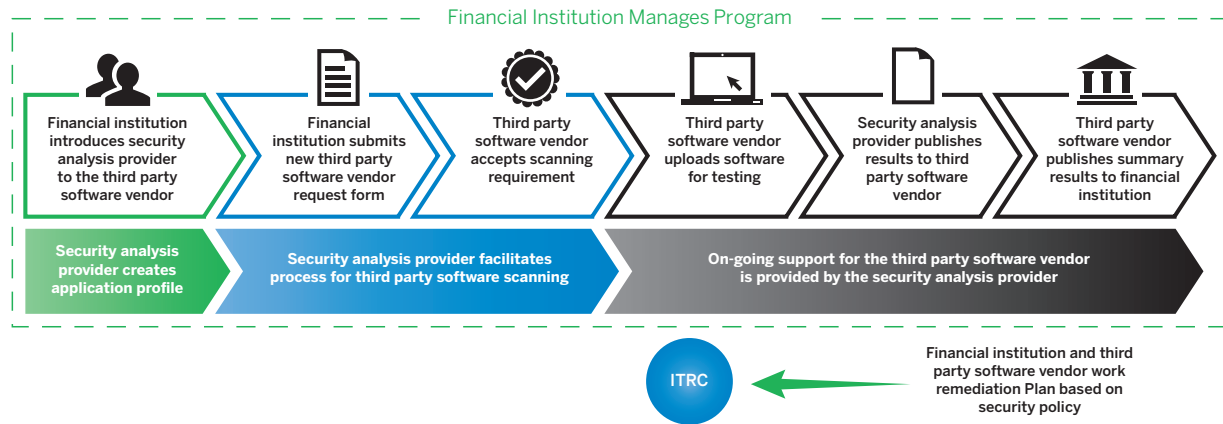 Financial Institution Manages Program
Financial institution
introduces security
analysis provider
to the third party
software vendor
Financial
institution submits
new third party
software vendor
request form
Third party
software vendor
accepts scanning
requirement
Third party
software vendor
uploads software
for testing
Security analysis
provider publishes
results to third
party software
vendor
Third party
software vendor
publishes summary
results to financial
institution
Security analysis
provider creates
application profile
Security analysis provider facilitates
process for third party software scanning
On-going support for the third party software vendor
is provided by the security analysis provider
ITRC
Financial institution and third
party software vendor work
remediation Plan based on
security policy